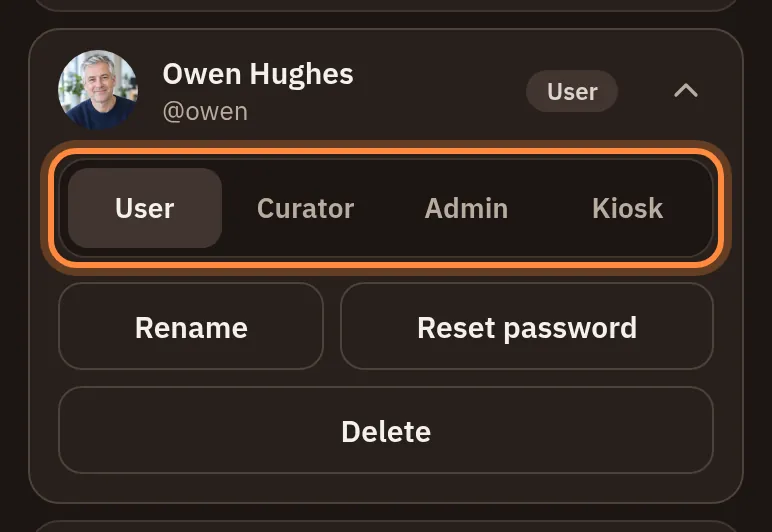 Owen Hughes
@owen
User
User Curator Admin Kiosk
Rename Reset password
Delete